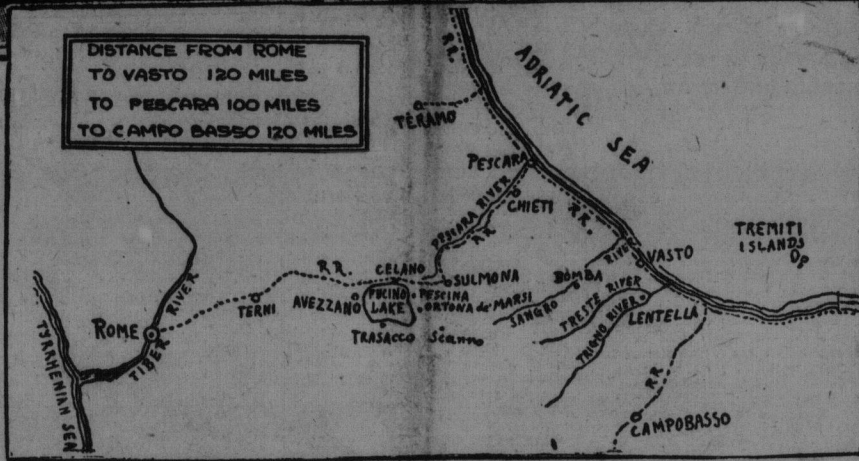 DISTANCE FROM ROME
TO VASTO 120 MILES
TO PESCARA 100 MILES
TO CAMPO BASSO 120 MILES
R.R.
ADRIATIC SEA
TERAMO
PESCARA
PESCARA RIVER
R.R.
CHIETI
R.R.
TREMITI
ISLANDS
VASTO
R.R.
CELANO
SULMONA
BOMBA
RIVER
SANGRO
AVEZZANO
FUCINO
LAKE
PESCINA
ORTONA de' MARSI
TERNI
TRESTE RIVER
LENTELLA
TRIGNO RIVER
ROME
TIBER RIVER
TRASACCO
Scanno
TYRRHENIAN SEA
R.R.
CAMPOBASSO